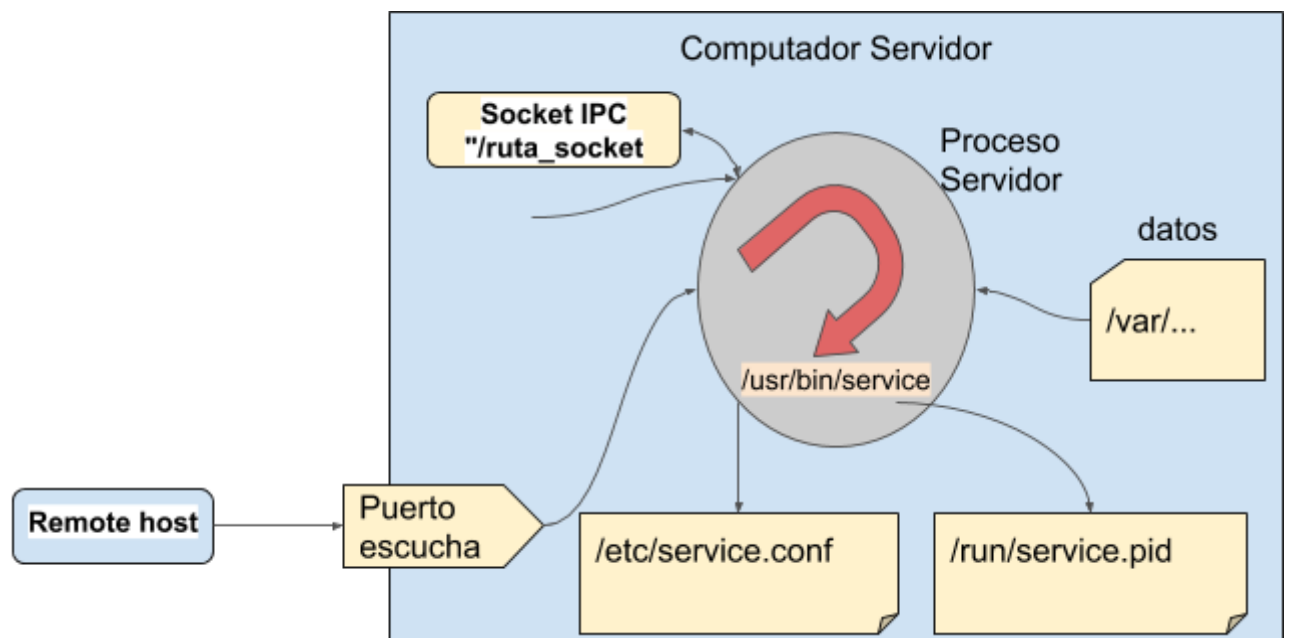 Computador Servidor
Socket IPC
"/ruta_socket
Proceso
Servidor
datos
/var/...
/usr/bin/service
Remote host
Puerto
escucha
/etc/service.conf
/run/service.pid